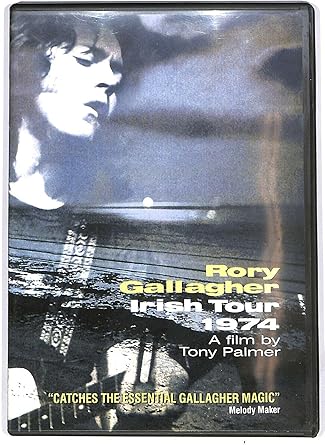 Rory
Gallagher
Irish Tour
1974
A film by
Tony Palmer
“CATCHES THE ESSENTIAL GALLAGHER MAGIC”
Melody Maker